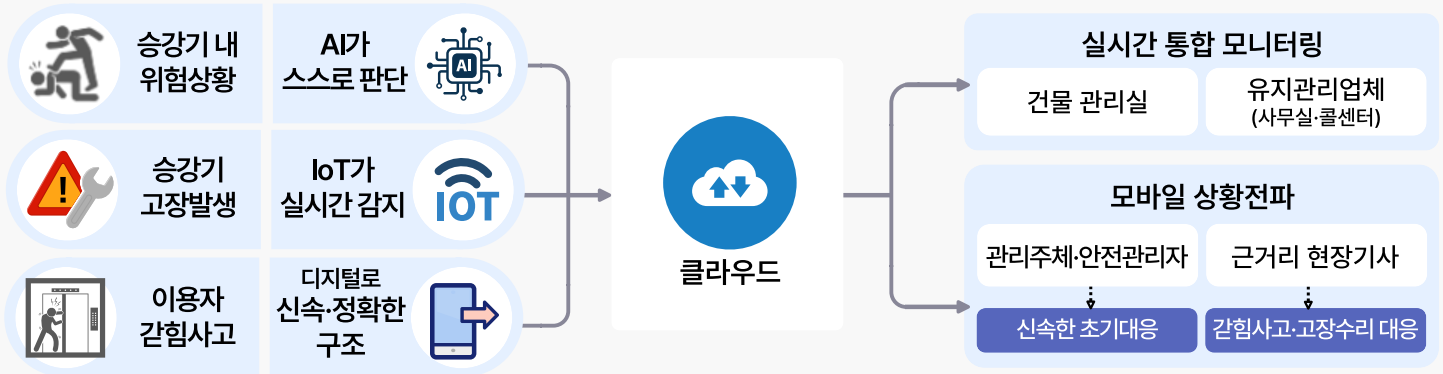 승강기 내
위험상황
AI가
스스로 판단
AI
승강기
고장발생
IoT가
실시간 감지
IOT
이용자
갇힘사고
디지털로
신속·정확한
구조
클라우드
실시간 통합 모니터링
건물 관리실
유지관리업체
(사무실·콜센터)
모바일 상황전파
관리주체·안전관리자
근거리 현장기사
신속한 초기대응
갇힘사고·고장수리 대응